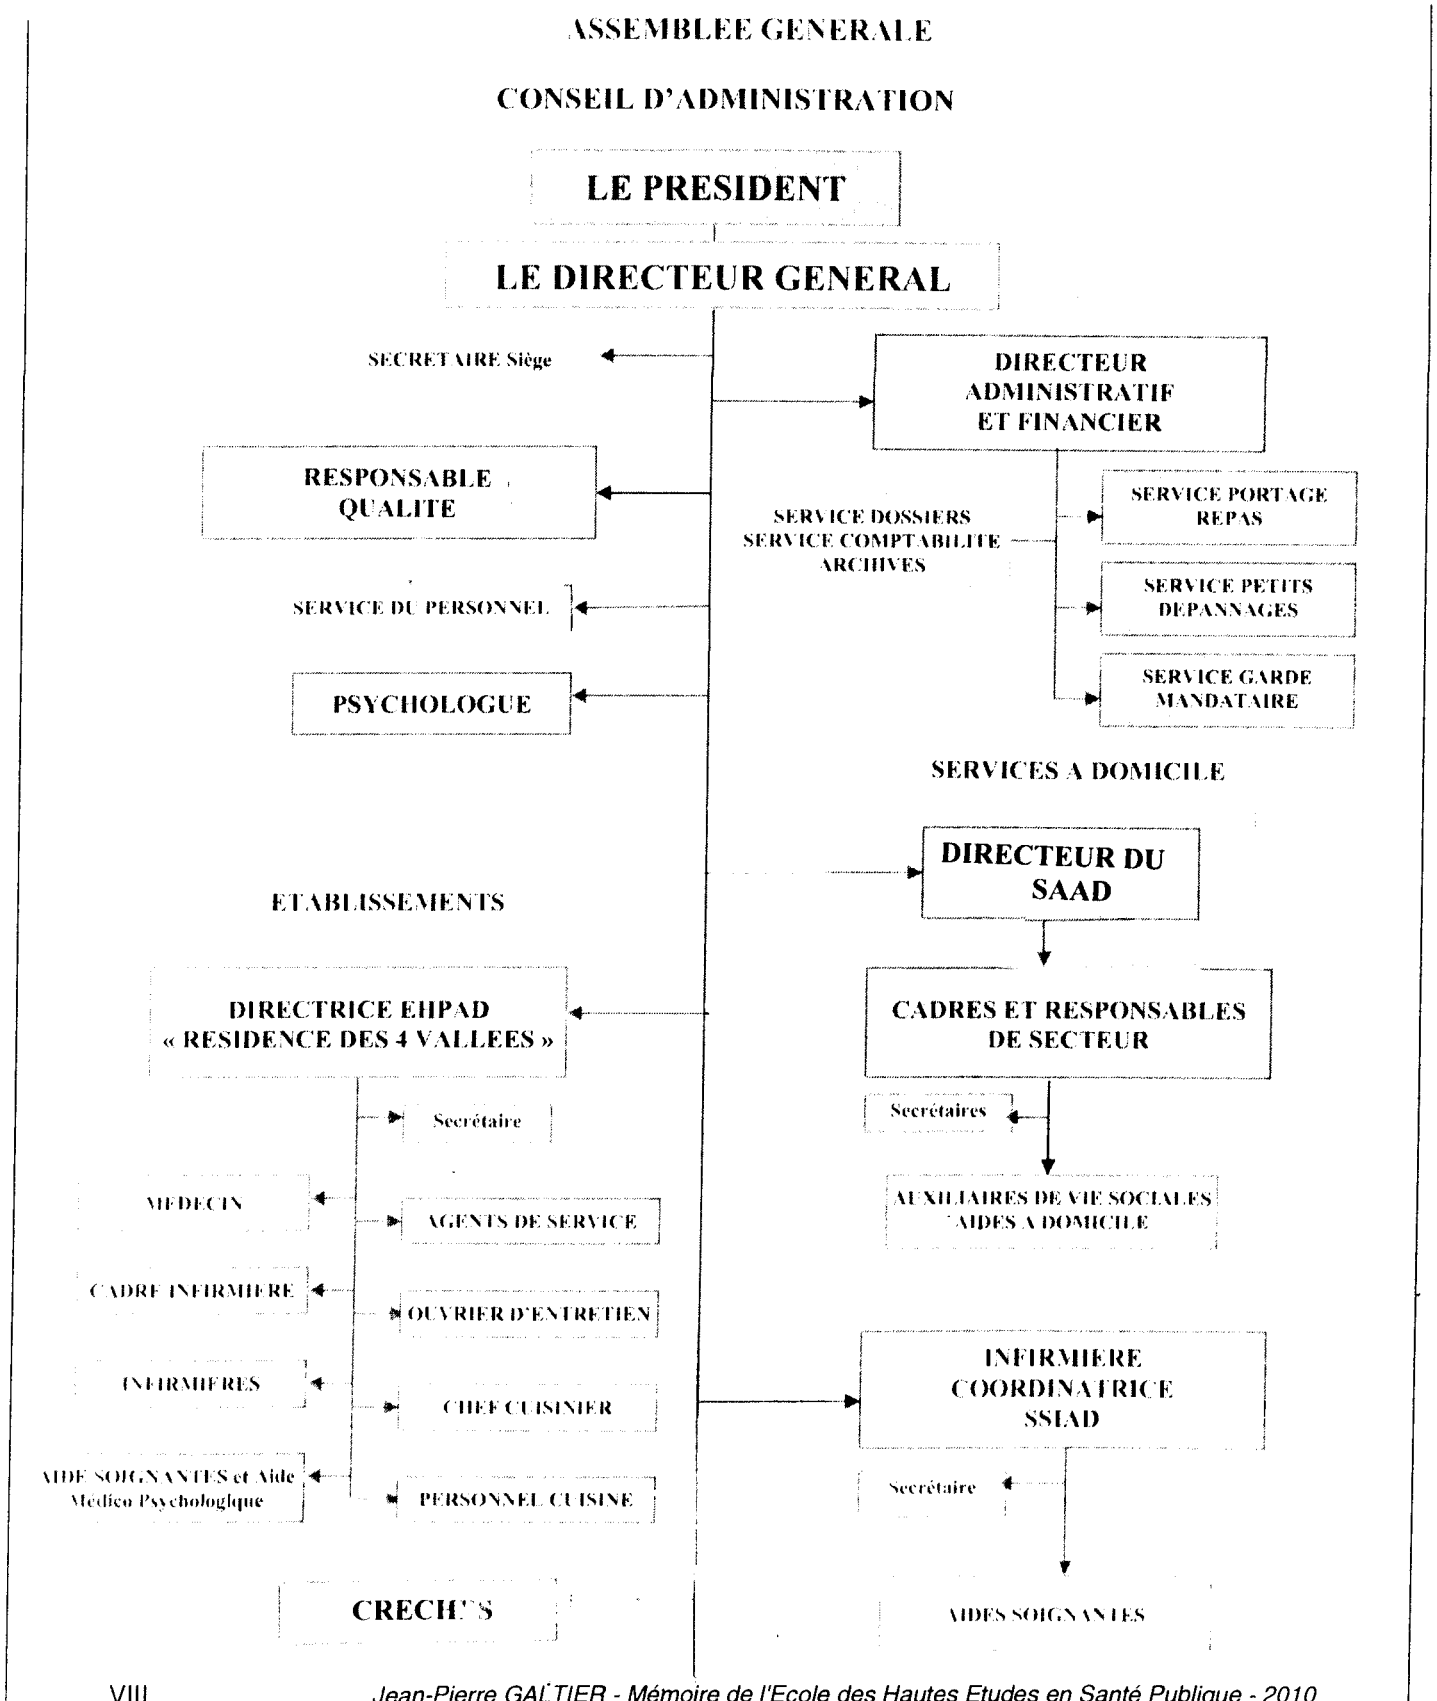 ASSEMBLEE GENERALE
CONSEIL D'ADMINISTRATION
LE PRESIDENT
LE DIRECTEUR GENERAL
SECRETAIRE Siège
DIRECTEUR
ADMINISTRATIF
ET FINANCIER
RESPONSABLE
QUALITE
SERVICE DOSSIERS
SERVICE COMPTABILITE
ARCHIVES
SERVICE PORTAGE
REPAS
SERVICE PETITS
DEPANNAGES
SERVICE GARDE
MANDATAIRE
SERVICE DU PERSONNEL
PSYCHOLOGUE
SERVICES A DOMICILE
DIRECTEUR DU
SAAD
ETABLISSEMENTS
DIRECTRICE EHPAD
« RESIDENCE DES 4 VALLEES »
CADRES ET RESPONSABLES
DE SECTEUR
Secrétaire
Secrétaires
MEDECIN
AGENTS DE SERVICE
AUXILIAIRES DE VIE SOCIALES
AIDES A DOMICILE
CADRE INFIRMIERE
OUVRIER D'ENTRETIEN
INFIRMIERES
CHEF CUISINIER
INFIRMIERE
COORDINATRICE
SSIAD
AIDE SOIGNANTES et Aide
Médico Psychologique
PERSONNEL CUISINE
Secrétaire
CRECHES
AIDES SOIGNANTES
VIII
Jean-Pierre GALTIER - Mémoire de l'Ecole des Hautes Etudes en Santé Publique - 2010